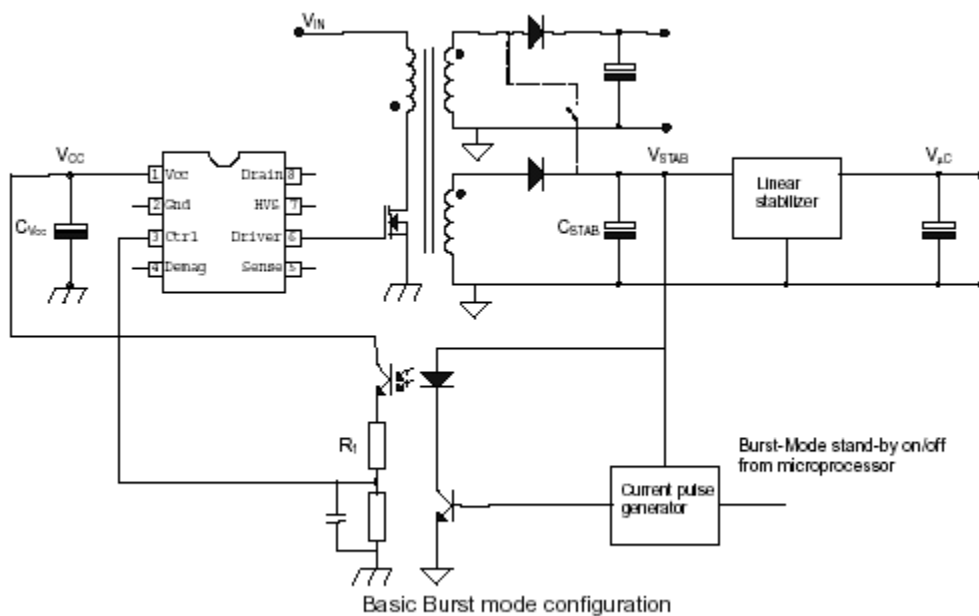 VIN
VCC
CVcc
1 Vcc Drain 8
2 Gnd HVS 7
3 Ctrl Driver 6
4 Demag Sense 5
VSTAB
CSTAB
Linear
stabilizer
VµC
Rf
Burst-Mode stand-by on/off
from microprocessor
Current pulse
generator
Basic Burst mode configuration